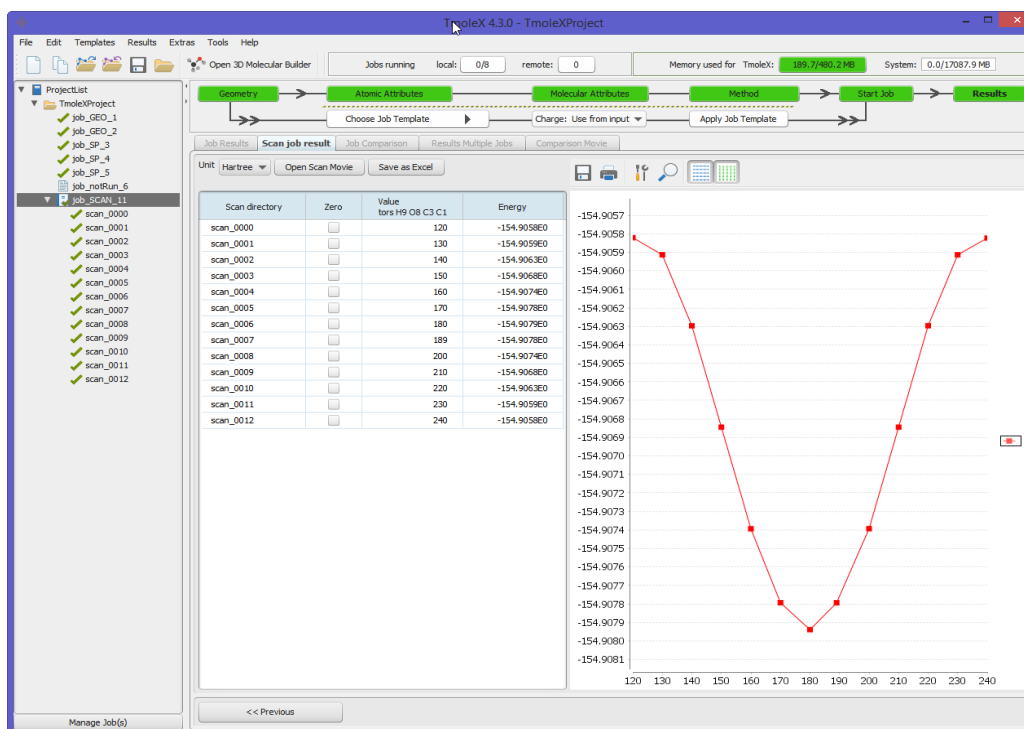 TmoleX 4.3.0 - TmoleXProject
File Edit Templates Results Extras Tools Help
Open 3D Molecular Builder Jobs running local: 0/8 remote: 0 Memory used for TmoleX: 189.7/480.2 MB System: 0.0/17087.9 MB
ProjectList
TmoleXProject
job_GEO_1
job_GEO_2
job_SP_3
job_SP_4
job_SP_5
job_notRun_6
job_SCAN_11
scan_0000
scan_0001
scan_0002
scan_0003
scan_0004
scan_0005
scan_0006
scan_0007
scan_0008
scan_0009
scan_0010
scan_0011
scan_0012
Manage Job(s)
Geometry Atomic Attributes Molecular Attributes Method Start Job Results
Choose Job Template Charge: Use from input Apply Job Template
Job Results Scan job result Job Comparison Results Multiple Jobs Comparison Movie
Unit Hartree Open Scan Movie Save as Excel
Scan directory Zero Value tors H9 O8 C3 C1 Energy
scan_0000 120 -154.9058E0
scan_0001 130 -154.9059E0
scan_0002 140 -154.9063E0
scan_0003 150 -154.9068E0
scan_0004 160 -154.9074E0
scan_0005 170 -154.9078E0
scan_0006 180 -154.9079E0
scan_0007 189 -154.9078E0
scan_0008 200 -154.9074E0
scan_0009 210 -154.9068E0
scan_0010 220 -154.9063E0
scan_0011 230 -154.9059E0
scan_0012 240 -154.9058E0
-154.9057
-154.9058
-154.9059
-154.9060
-154.9061
-154.9062
-154.9063
-154.9064
-154.9065
-154.9066
-154.9067
-154.9068
-154.9069
-154.9070
-154.9071
-154.9072
-154.9073
-154.9074
-154.9075
-154.9076
-154.9077
-154.9078
-154.9079
-154.9080
-154.9081
120 130 140 150 160 170 180 190 200 210 220 230 240
<< Previous